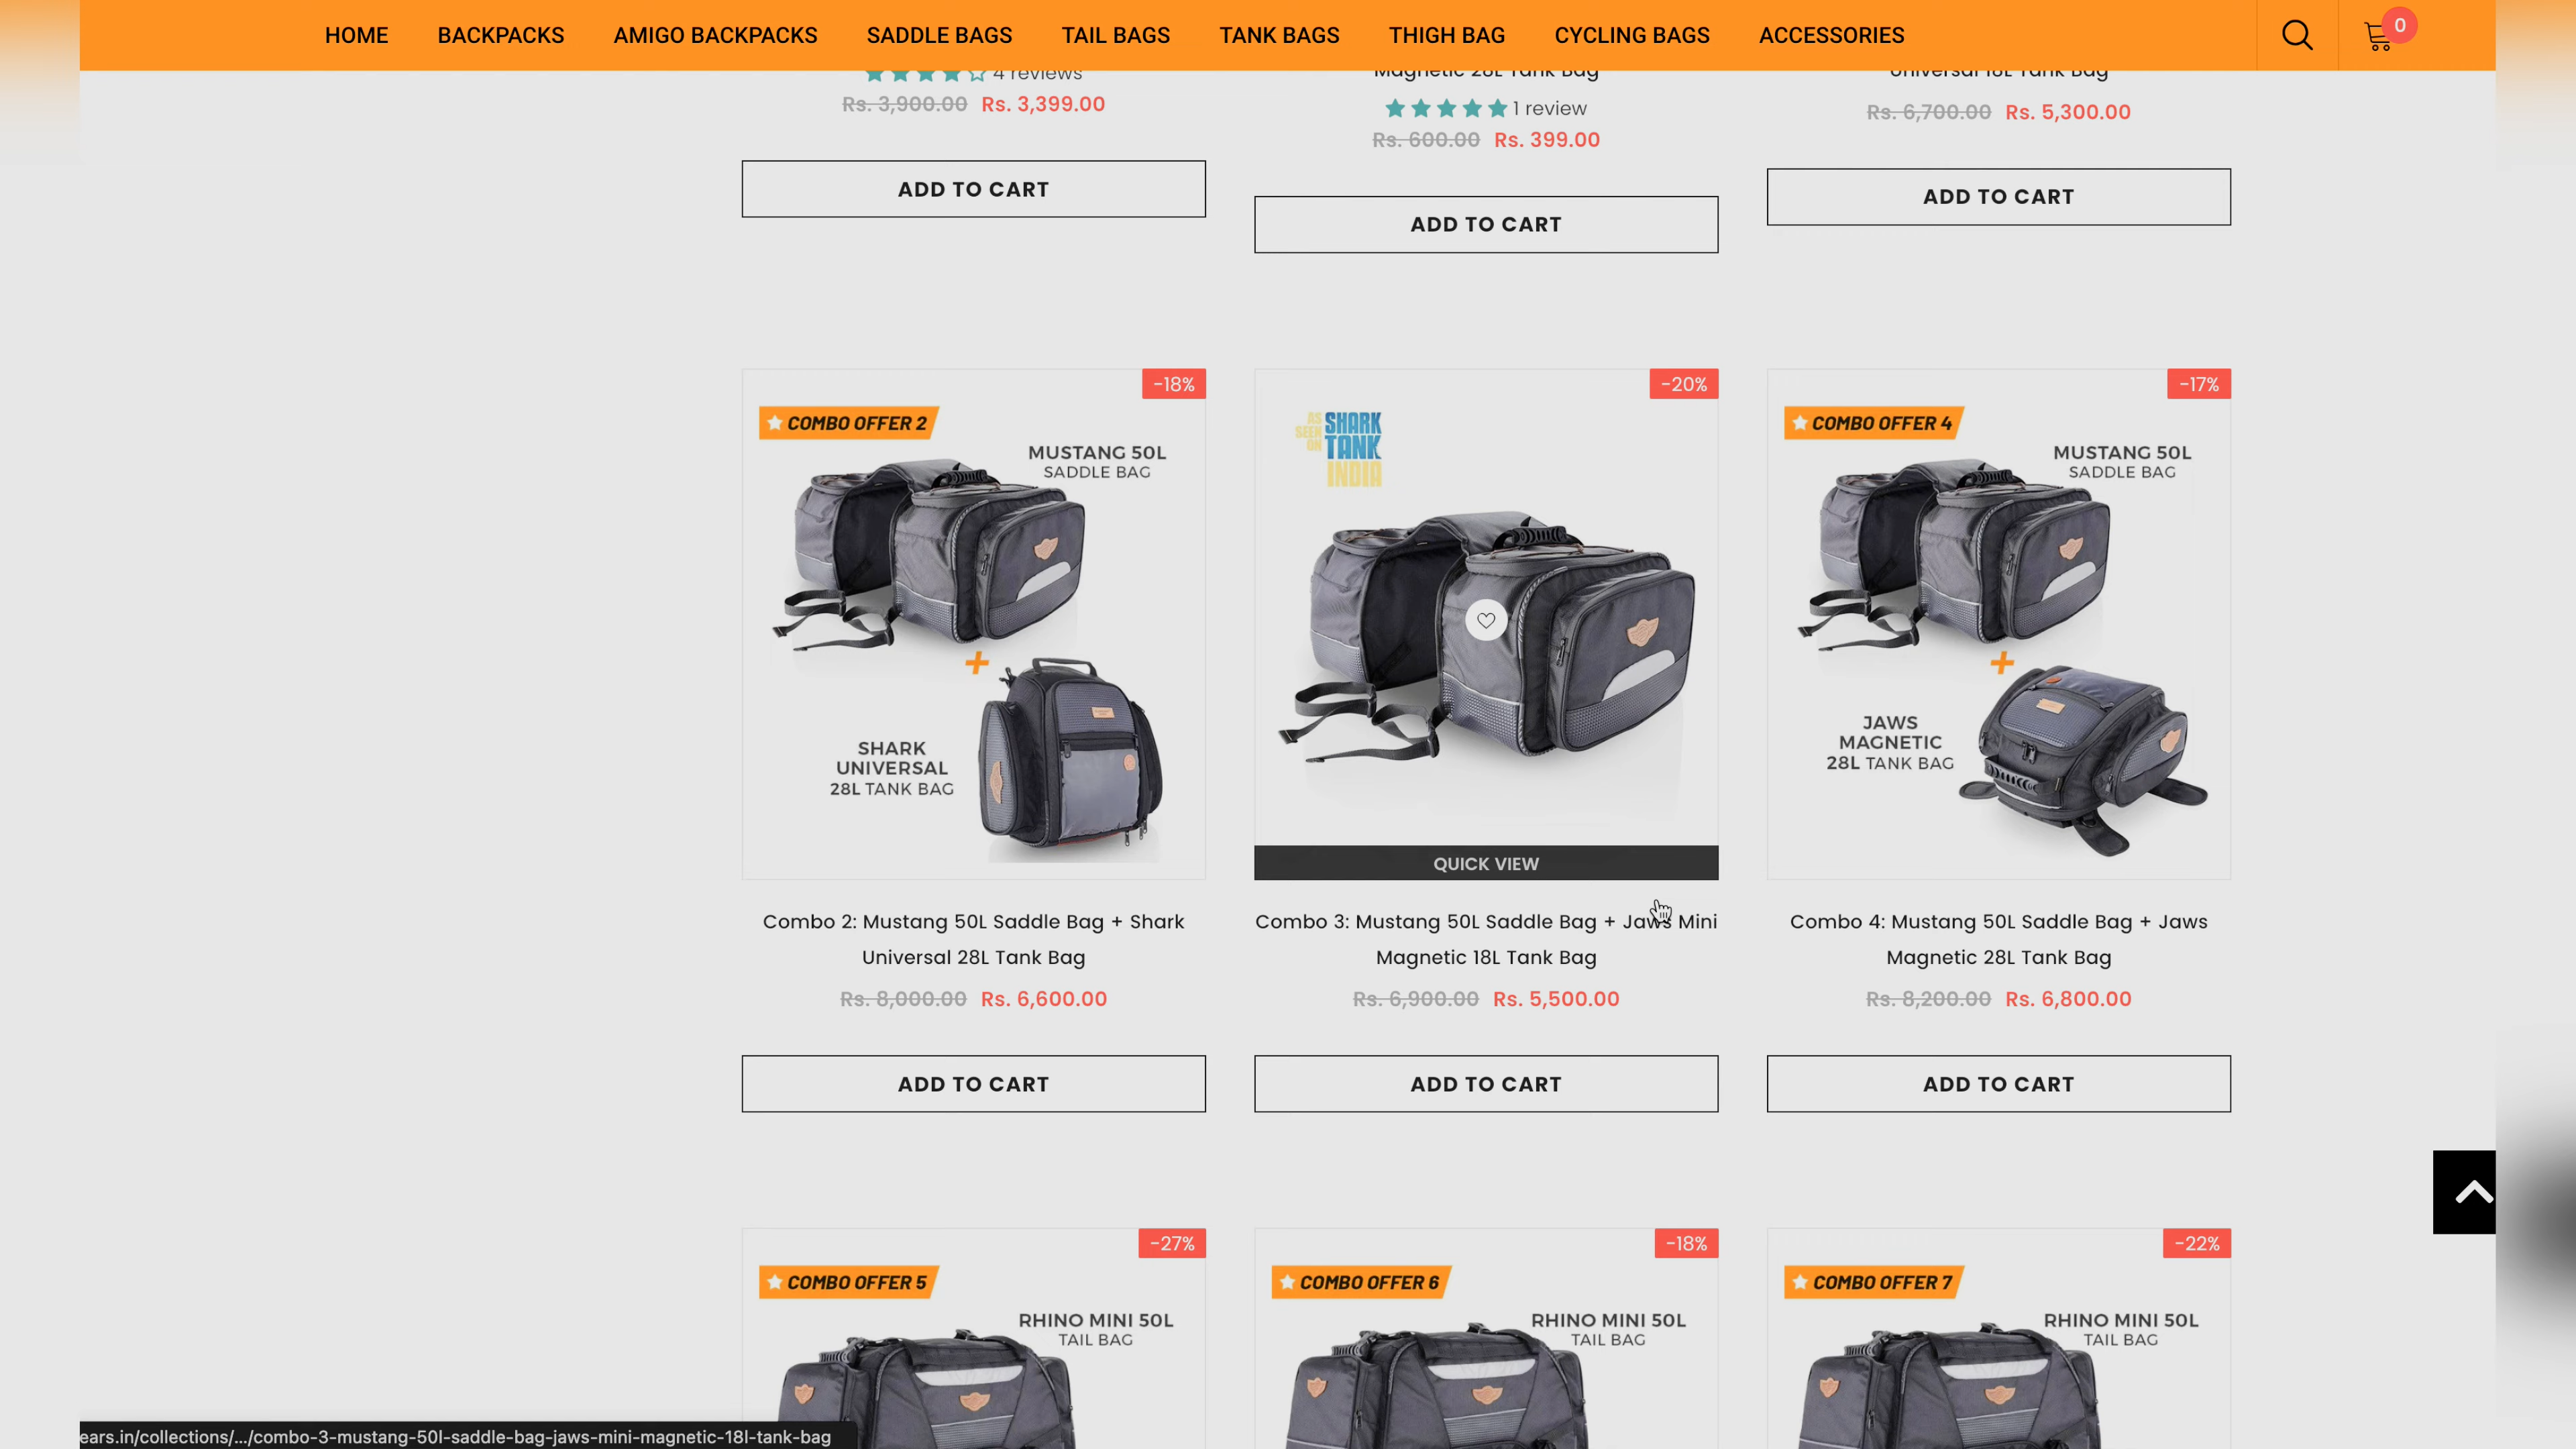 HOME BACKPACKS AMIGO BACKPACKS SADDLE BAGS TAIL BAGS TANK BAGS THIGH BAG CYCLING BAGS ACCESSORIES 0
4 reviews
Rs. 3,900.00 Rs. 3,399.00
ADD TO CART
Magnetic 28L Tank Bag
1 review
Rs. 600.00 Rs. 399.00
ADD TO CART
Universal 18L Tank Bag
Rs. 6,700.00 Rs. 5,300.00
ADD TO CART
-18%
COMBO OFFER 2
MUSTANG 50L
SADDLE BAG
+
SHARK
UNIVERSAL
28L TANK BAG
Combo 2: Mustang 50L Saddle Bag + Shark
Universal 28L Tank Bag
Rs. 8,000.00 Rs. 6,600.00
ADD TO CART
-20%
AS SEEN ON
SHARK
TANK
INDIA
QUICK VIEW
Combo 3: Mustang 50L Saddle Bag + Jaws Mini
Magnetic 18L Tank Bag
Rs. 6,900.00 Rs. 5,500.00
ADD TO CART
-17%
COMBO OFFER 4
MUSTANG 50L
SADDLE BAG
+
JAWS
MAGNETIC
28L TANK BAG
Combo 4: Mustang 50L Saddle Bag + Jaws
Magnetic 28L Tank Bag
Rs. 8,200.00 Rs. 6,800.00
ADD TO CART
-27%
COMBO OFFER 5
RHINO MINI 50L
TAIL BAG
-18%
COMBO OFFER 6
RHINO MINI 50L
TAIL BAG
-22%
COMBO OFFER 7
RHINO MINI 50L
TAIL BAG
ears.in/collections/.../combo-3-mustang-50l-saddle-bag-jaws-mini-magnetic-18l-tank-bag